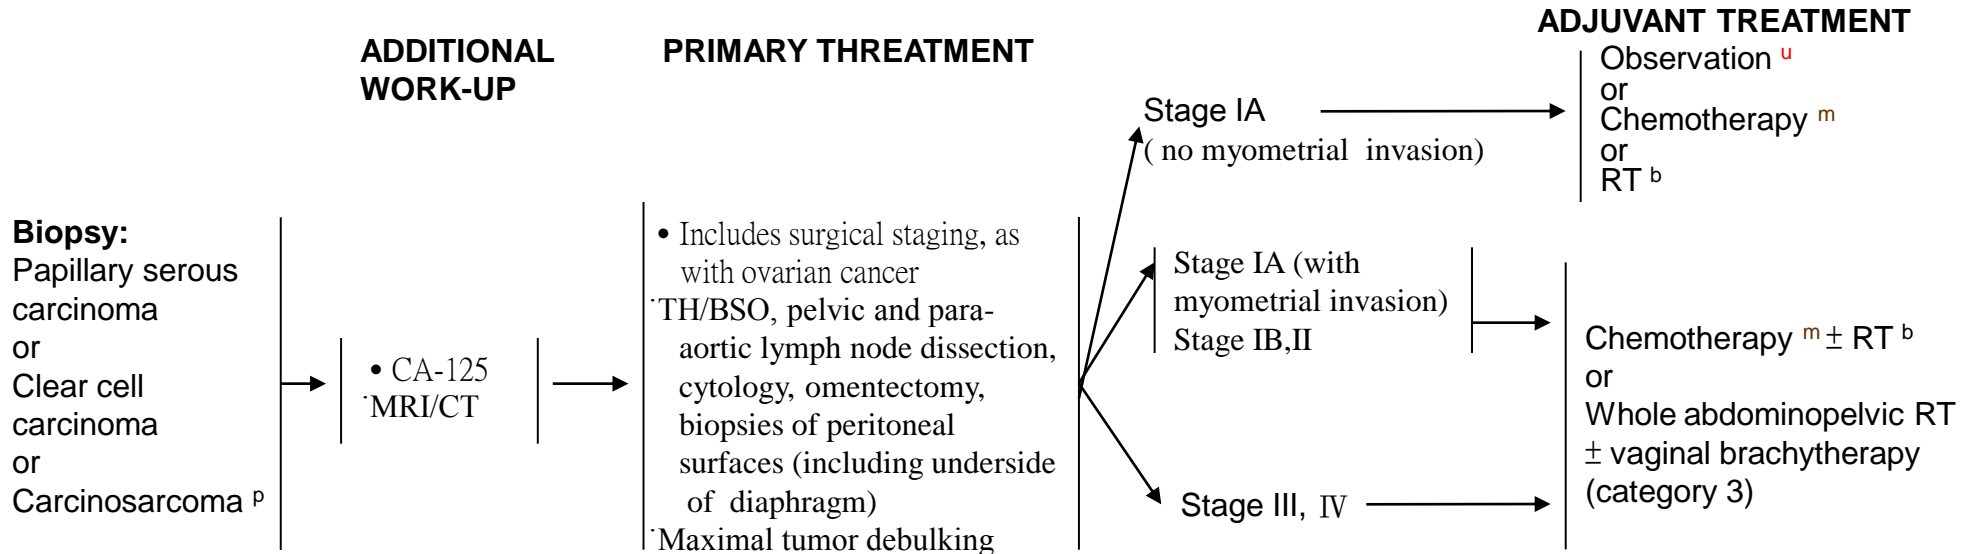 ADDITIONAL
WORK-UP
PRIMARY THREATMENT
ADJUVANT TREATMENT
Biopsy:
Papillary serous
carcinoma
or
Clear cell
carcinoma
or
Carcinosarcoma p
• CA-125
˙MRI/CT
• Includes surgical staging, as
with ovarian cancer
˙TH/BSO, pelvic and para-
aortic lymph node dissection,
cytology, omentectomy,
biopsies of peritoneal
surfaces (including underside
of diaphragm)
˙Maximal tumor debulking
Stage IA
( no myometrial invasion)
Stage IA (with
myometrial invasion)
Stage IB,II
Stage III, Ⅳ
Observation u
or
Chemotherapy m
or
RT b
Chemotherapy m ± RT b
or
Whole abdominopelvic RT
± vaginal brachytherapy
(category 3)